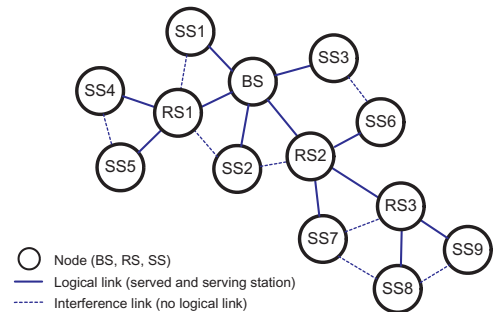 SS1
SS3
BS
SS4
RS1
SS6
SS5
SS2
RS2
RS3
SS7
SS9
SS8
Node (BS, RS, SS)
Logical link (served and serving station)
Interference link (no logical link)